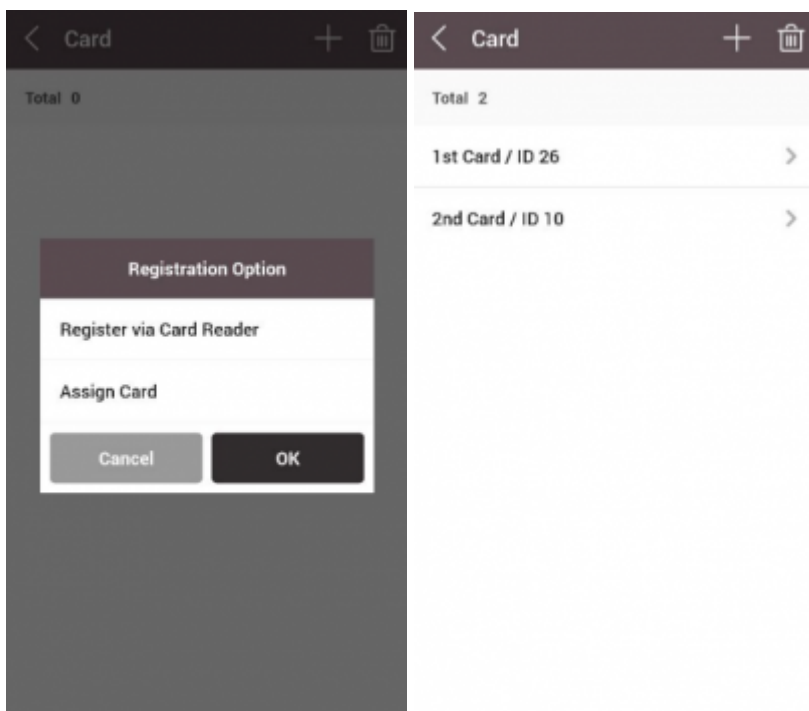 Card
Total 0
Registration Option
Register via Card Reader
Assign Card
Cancel OK
Card
Total 2
1st Card / ID 26
2nd Card / ID 10